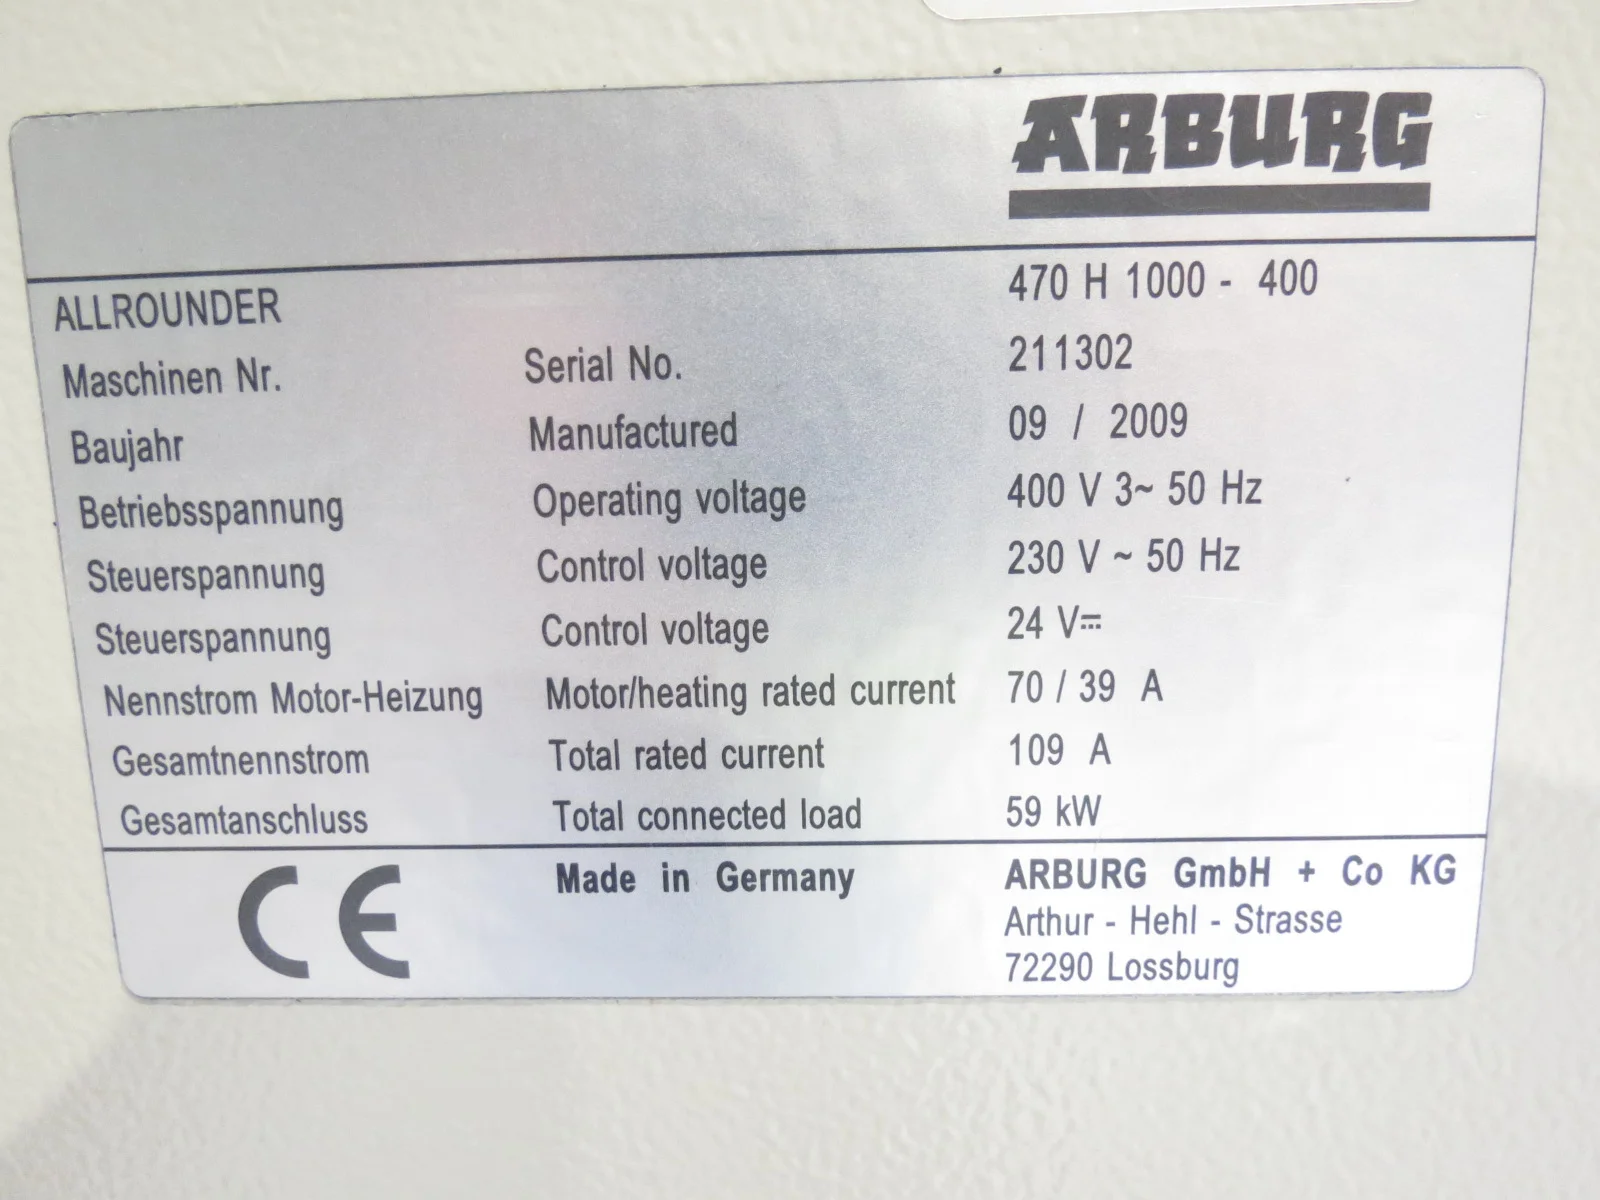 ARBURG
ALLROUNDER 470 H 1000 - 400
Maschinen Nr. Serial No. 211302
Baujahr Manufactured 09 / 2009
Betriebsspannung Operating voltage 400 V 3~ 50 Hz
Steuerspannung Control voltage 230 V ~ 50 Hz
Steuerspannung Control voltage 24 V⎓
Nennstrom Motor-Heizung Motor/heating rated current 70 / 39 A
Gesamtnennstrom Total rated current 109 A
Gesamtanschluss Total connected load 59 kW
CE Made in Germany ARBURG GmbH + Co KG
Arthur - Hehl - Strasse
72290 Lossburg